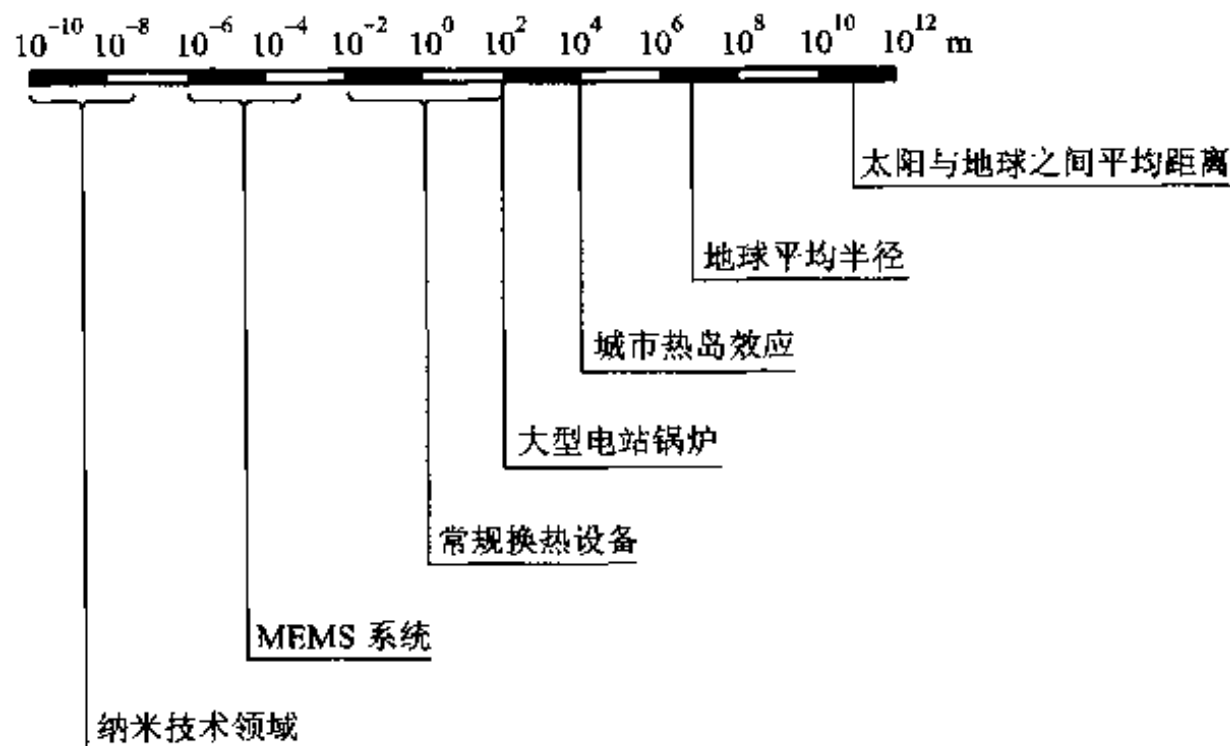 10⁻¹⁰ 10⁻⁸ 10⁻⁶ 10⁻⁴ 10⁻² 10⁰ 10² 10⁴ 10⁶ 10⁸ 10¹⁰ 10¹² m
太阳与地球之间平均距离
地球平均半径
城市热岛效应
大型电站锅炉
常规换热设备
MEMS 系统
纳米技术领域